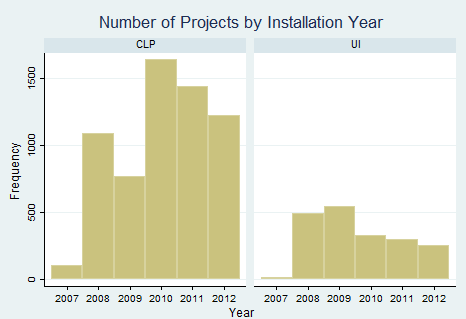 Number of Projects by Installation Year
CLP
UI
Frequency
1500
1000
500
0
2007 2008 2009 2010 2011 2012
2007 2008 2009 2010 2011 2012
Year